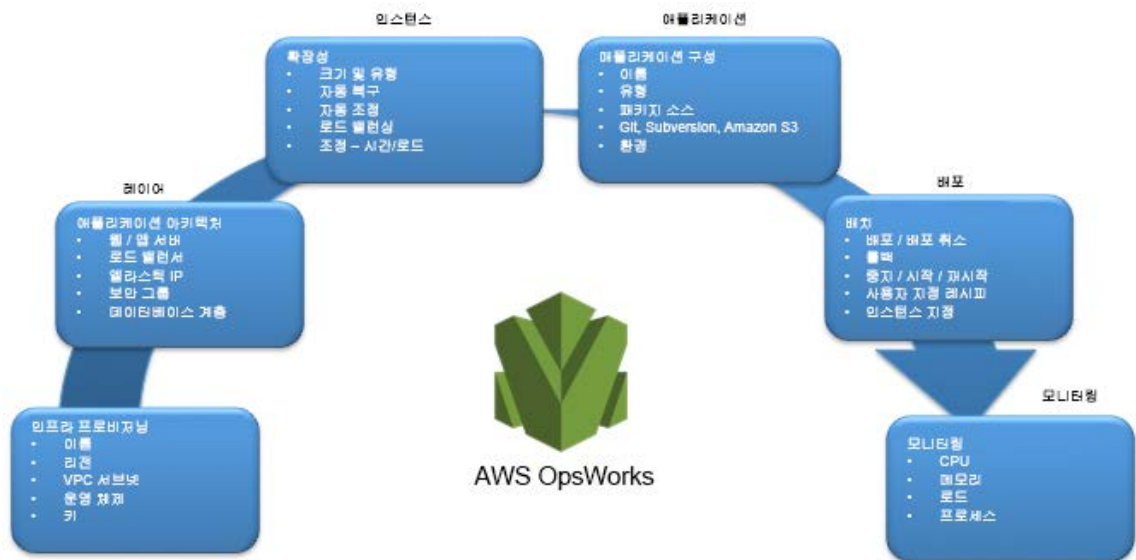 인스턴스
확장성
• 크기 및 유형
• 자동 복구
• 자동 조정
• 로드 밸런싱
• 조정 – 시간/로드
애플리케이션
애플리케이션 구성
• 이름
• 유형
• 패키지 소스
• Git, Subversion, Amazon S3
• 환경
레이어
애플리케이션 아키텍처
• 웹 / 앱 서버
• 로드 밸런서
• 엘라스틱 IP
• 보안 그룹
• 데이터베이스 계층
배포
배치
• 배포 / 배포 취소
• 롤백
• 중지 / 시작 / 재시작
• 사용자 지정 레시피
• 인스턴스 지정
인프라 프로비저닝
• 이름
• 리전
• VPC 서브넷
• 운영 체제
• 키
AWS OpsWorks
모니터링
모니터링
• CPU
• 메모리
• 로드
• 프로세스